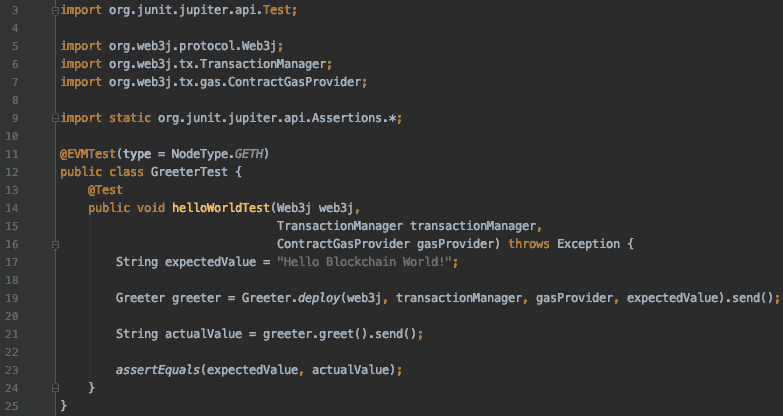 3 import org.junit.jupiter.api.Test;
4
5 import org.web3j.protocol.Web3j;
6 import org.web3j.tx.TransactionManager;
7 import org.web3j.tx.gas.ContractGasProvider;
8
9 import static org.junit.jupiter.api.Assertions.*;
10
11 @EVMTest(type = NodeType.GETH)
12 public class GreeterTest {
13     @Test
14     public void helloWorldTest(Web3j web3j,
15                                TransactionManager transactionManager,
16                                ContractGasProvider gasProvider) throws Exception {
17         String expectedValue = "Hello Blockchain World!";
18
19         Greeter greeter = Greeter.deploy(web3j, transactionManager, gasProvider, expectedValue).send();
20
21         String actualValue = greeter.greet().send();
22
23         assertEquals(expectedValue, actualValue);
24     }
25 }